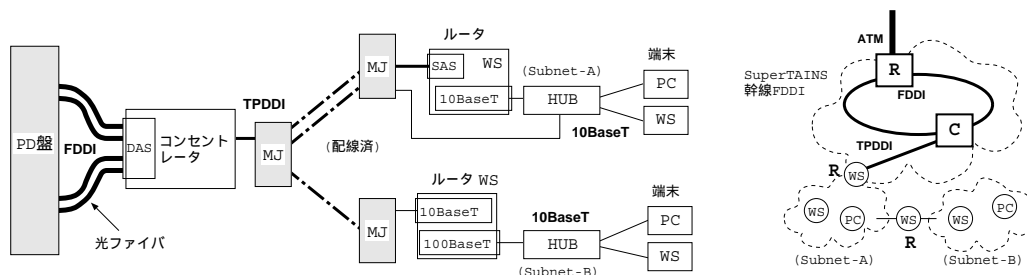 PD盤
FDDI
光ファイバ
DAS
コンセント
レータ
TPDDI
MJ
(配線済)
MJ
ルータ
SAS
WS
10BaseT
(Subnet-A)
HUB
10BaseT
端末
PC
WS
MJ
ルータ WS
10BaseT
100BaseT
10BaseT
HUB
(Subnet-B)
端末
PC
WS
ATM
SuperTAINS
幹線FDDI
R
FDDI
C
TPDDI
R
WS
WS
PC
WS
R
WS
PC
(Subnet-A)
(Subnet-B)